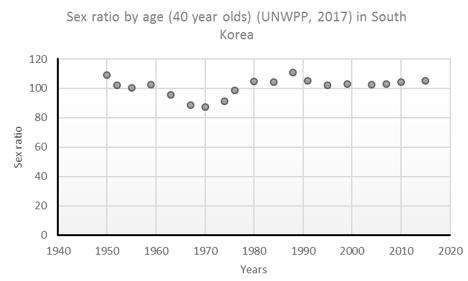 Sex ratio by age (40 year olds) (UNWPP, 2017) in South
Korea
120
100
80
60
40
20
0
Sex ratio
1940 1950 1960 1970 1980 1990 2000 2010 2020
Years